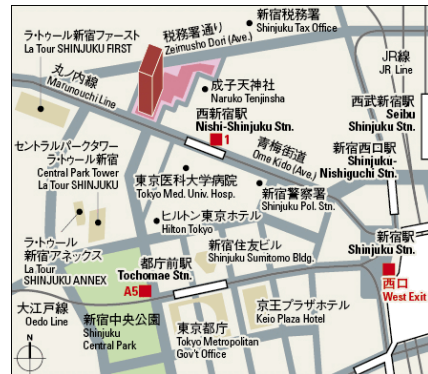 ラ・トゥール新宿ファースト
La Tour SHINJUKU FIRST
税務署通り
Zeimusho Dori (Ave.)
新宿税務署
Shinjuku Tax Office
丸ノ内線
Marunouchi Line
成子天神社
Naruko Tenjinsha
JR線
JR Line
西新宿駅
Nishi-Shinjuku Stn.
1
西武新宿駅
Seibu
Shinjuku Stn.
青梅街道
Ome Kido (Ave.)
新宿西口駅
Shinjuku-
Nishiguchi Stn.
セントラルパークタワー
ラ・トゥール新宿
Central Park Tower
La Tour SHINJUKU
東京医科大学病院
Tokyo Med. Univ. Hosp.
新宿警察署
Shinjuku Pol. Stn.
ヒルトン東京ホテル
Hilton Tokyo
ラ・トゥール
新宿アネックス
La Tour
SHINJUKU ANNEX
都庁前駅
Tochomae Stn.
A5
新宿住友ビル
Shinjuku Sumitomo Bldg.
新宿駅
Shinjuku Stn.
西口
West Exit
大江戸線
Oedo Line
新宿中央公園
Shinjuku
Central Park
東京都庁
Tokyo Metropolitan
Gov't Office
京王プラザホテル
Keio Plaza Hotel
N